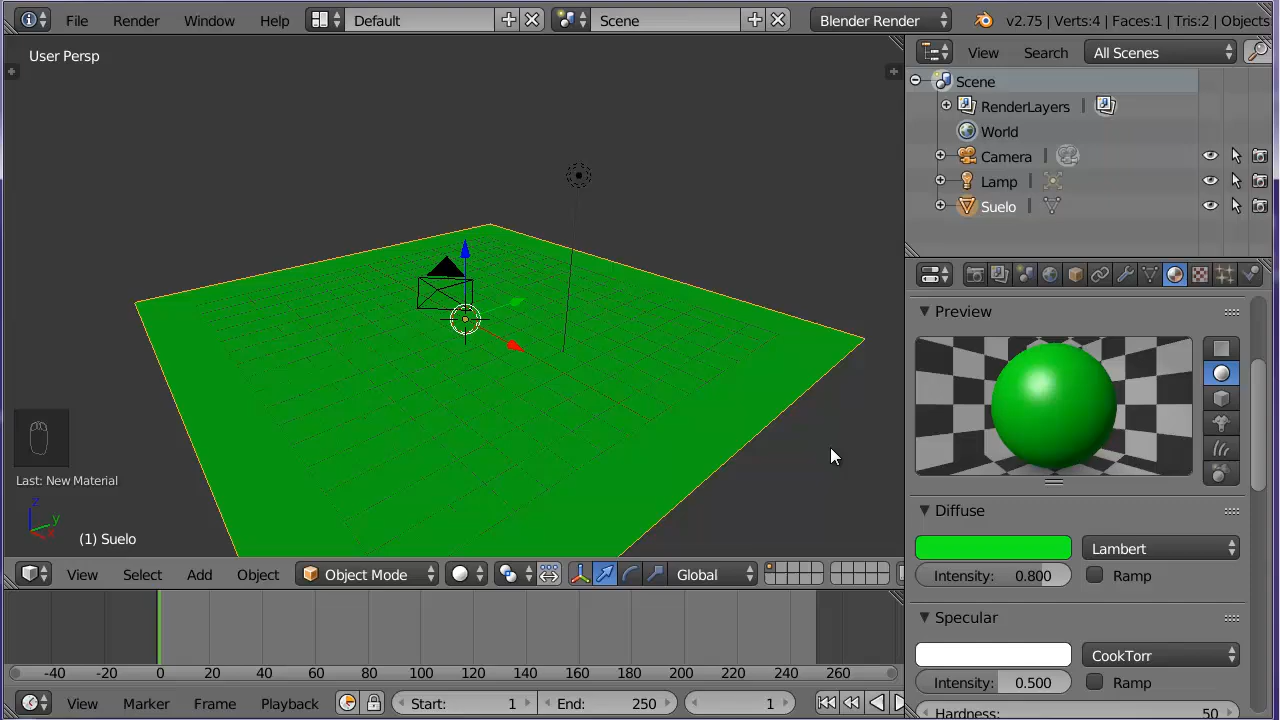 File Render Window Help Default Scene Blender Render v2.75 | Verts:4 | Faces:1 | Tris:2 | Objects
User Persp
View Search All Scenes
Scene
RenderLayers
World
Camera
Lamp
Suelo
Preview
Last: New Material
z
y
x
(1) Suelo
Diffuse
Lambert
Intensity: 0.800 Ramp
View Select Add Object Object Mode Global
Specular
CookTorr
Intensity: 0.500 Ramp
Hardness: 50
-40 -20 0 20 40 60 80 100 120 140 160 180 200 220 240 260
View Marker Frame Playback Start: 1 End: 250 1